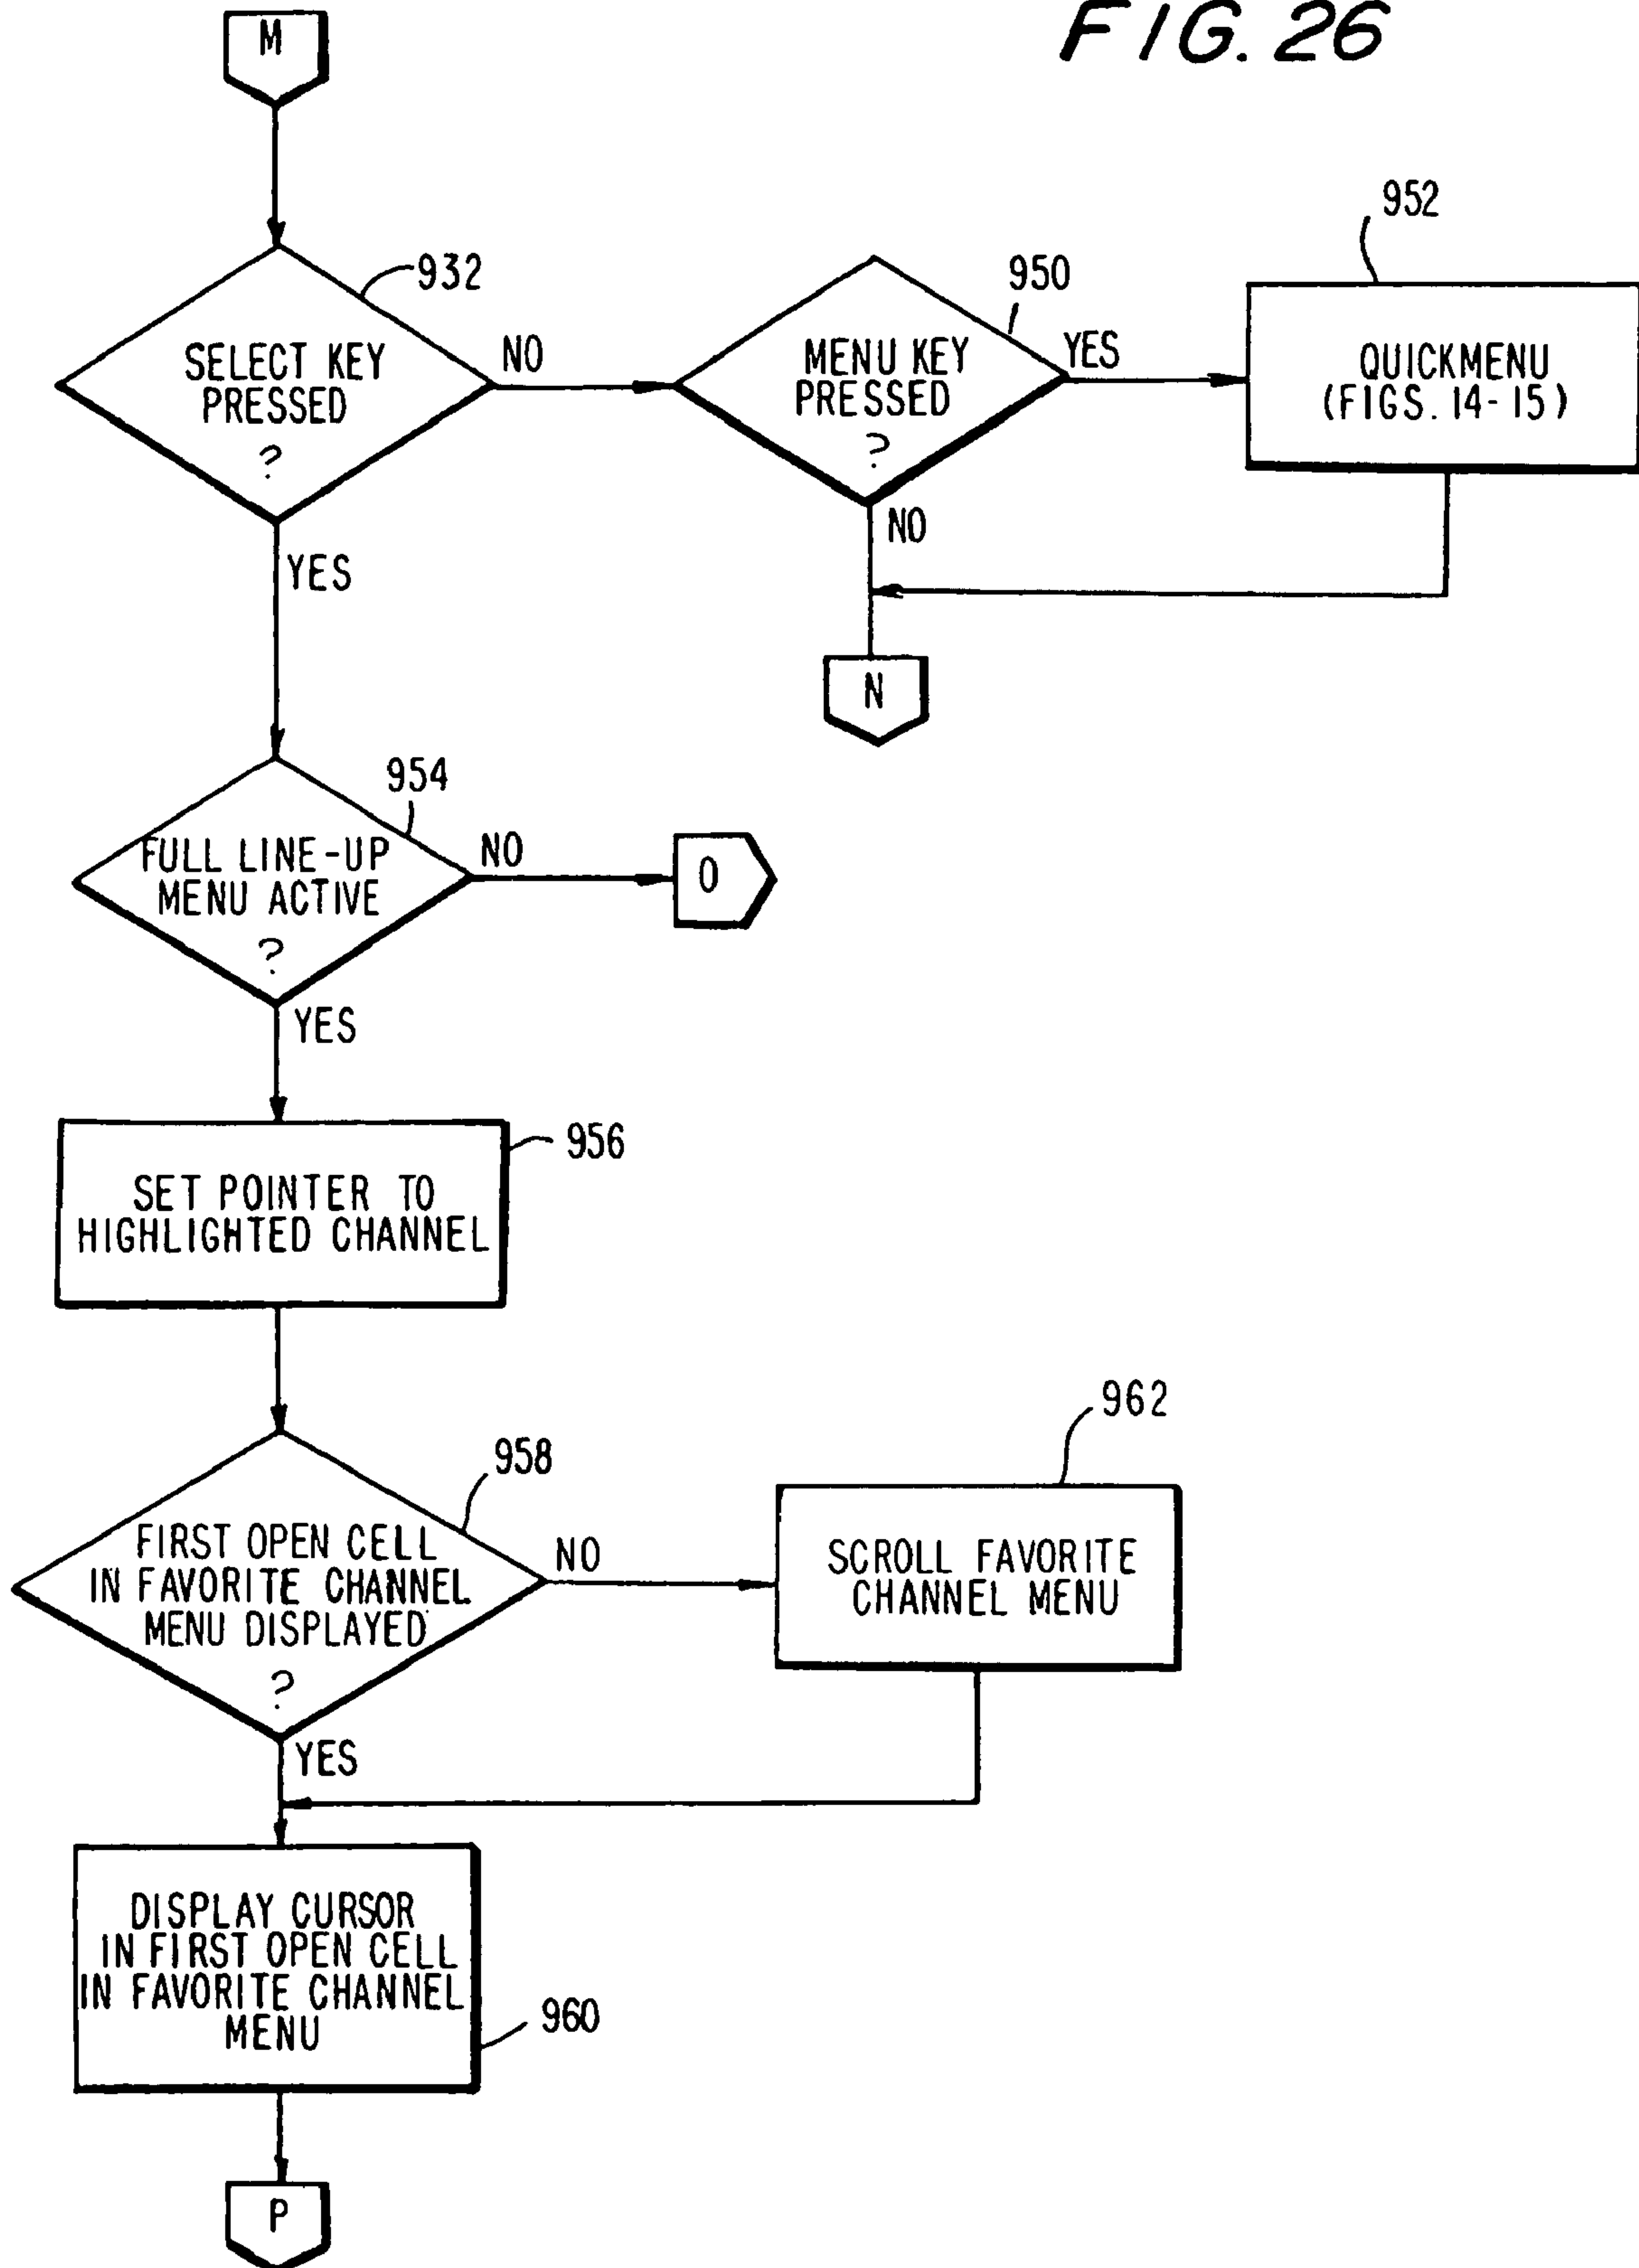 FIG. 26
M
932
SELECT KEY
PRESSED
?
NO
YES
950
MENU KEY
PRESSED
?
YES
NO
952
QUICKMENU
(FIGS. 14-15)
N
954
FULL LINE-UP
MENU ACTIVE
?
NO
YES
O
956
SET POINTER TO
HIGHLIGHTED CHANNEL
958
FIRST OPEN CELL
IN FAVORITE CHANNEL
MENU DISPLAYED
?
NO
YES
962
SCROLL FAVORITE
CHANNEL MENU
DISPLAY CURSOR
IN FIRST OPEN CELL
IN FAVORITE CHANNEL
MENU
960
P